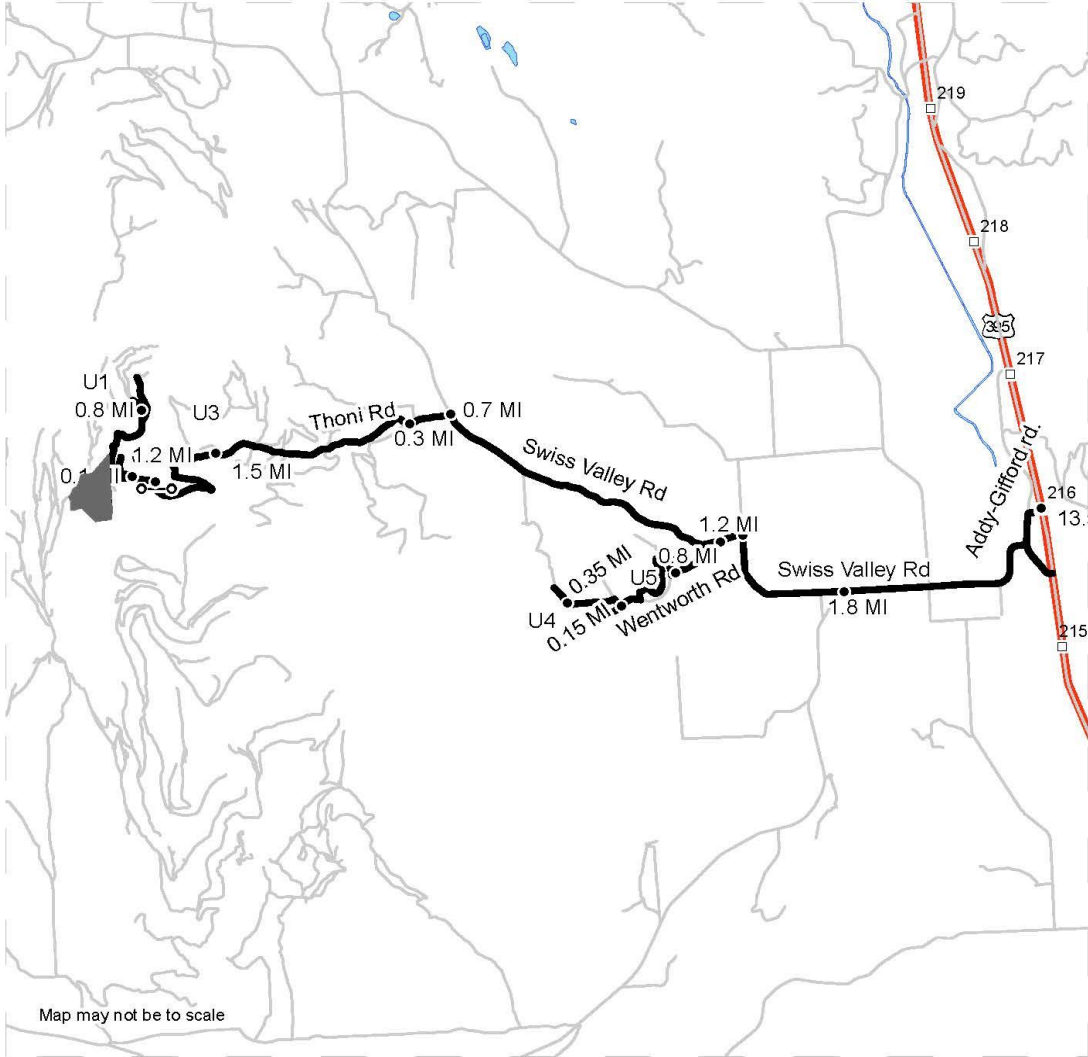 219
218
395
217
U1
0.8 MI
U3
Thoni Rd
0.7 MI
0.3 MI
1.2 MI
1.5 MI
Swiss Valley Rd
Addy-Gifford rd.
216
1.2 MI
0.8 MI
0.35 MI
U5
Swiss Valley Rd
Wentworth Rd
1.8 MI
U4
0.15 MI
215
Map may not be to scale